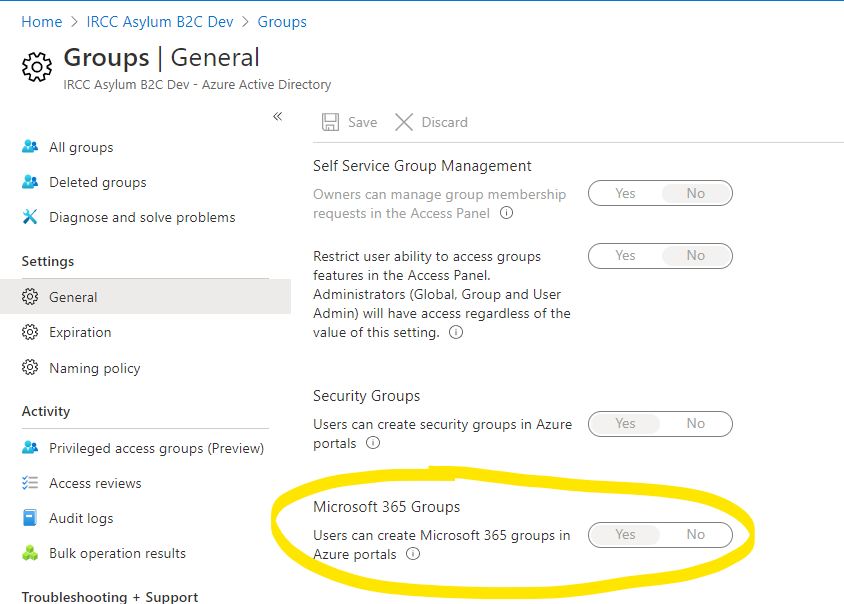 Home > IRCC Asylum B2C Dev > Groups
Groups | General
IRCC Asylum B2C Dev - Azure Active Directory
«
Save Discard
All groups
Deleted groups
Diagnose and solve problems
Settings
General
Expiration
Naming policy
Activity
Privileged access groups (Preview)
Access reviews
Audit logs
Bulk operation results
Troubleshooting + Support
Self Service Group Management
Owners can manage group membership
requests in the Access Panel
Yes No
Restrict user ability to access groups
features in the Access Panel.
Administrators (Global, Group and User
Admin) will have access regardless of the
value of this setting.
Yes No
Security Groups
Users can create security groups in Azure
portals
Yes No
Microsoft 365 Groups
Users can create Microsoft 365 groups in
Azure portals
Yes No